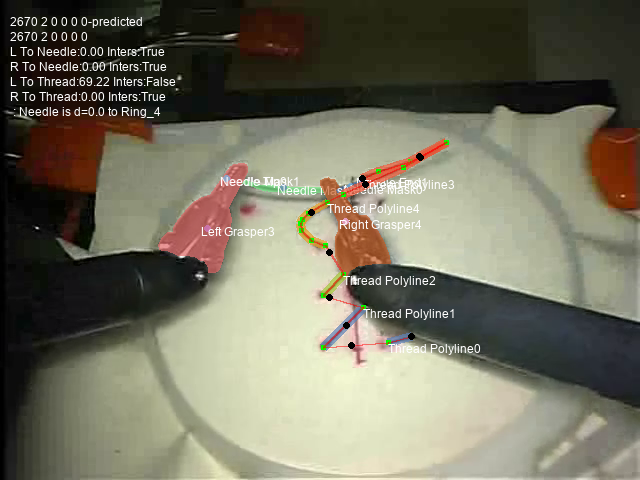 2670 2 0 0 0 0-predicted
2670 2 0 0 0 0
L To Needle:0.00 Inters:True
R To Needle:0.00 Inters:True
L To Thread:69.22 Inters:False
R To Thread:0.00 Inters:True
: Needle is d=0.0 to Ring_4
Thread Polyline3
Thread Polyline4
Right Grasper4
Left Grasper3
Thread Polyline2
Thread Polyline1
Thread Polyline0